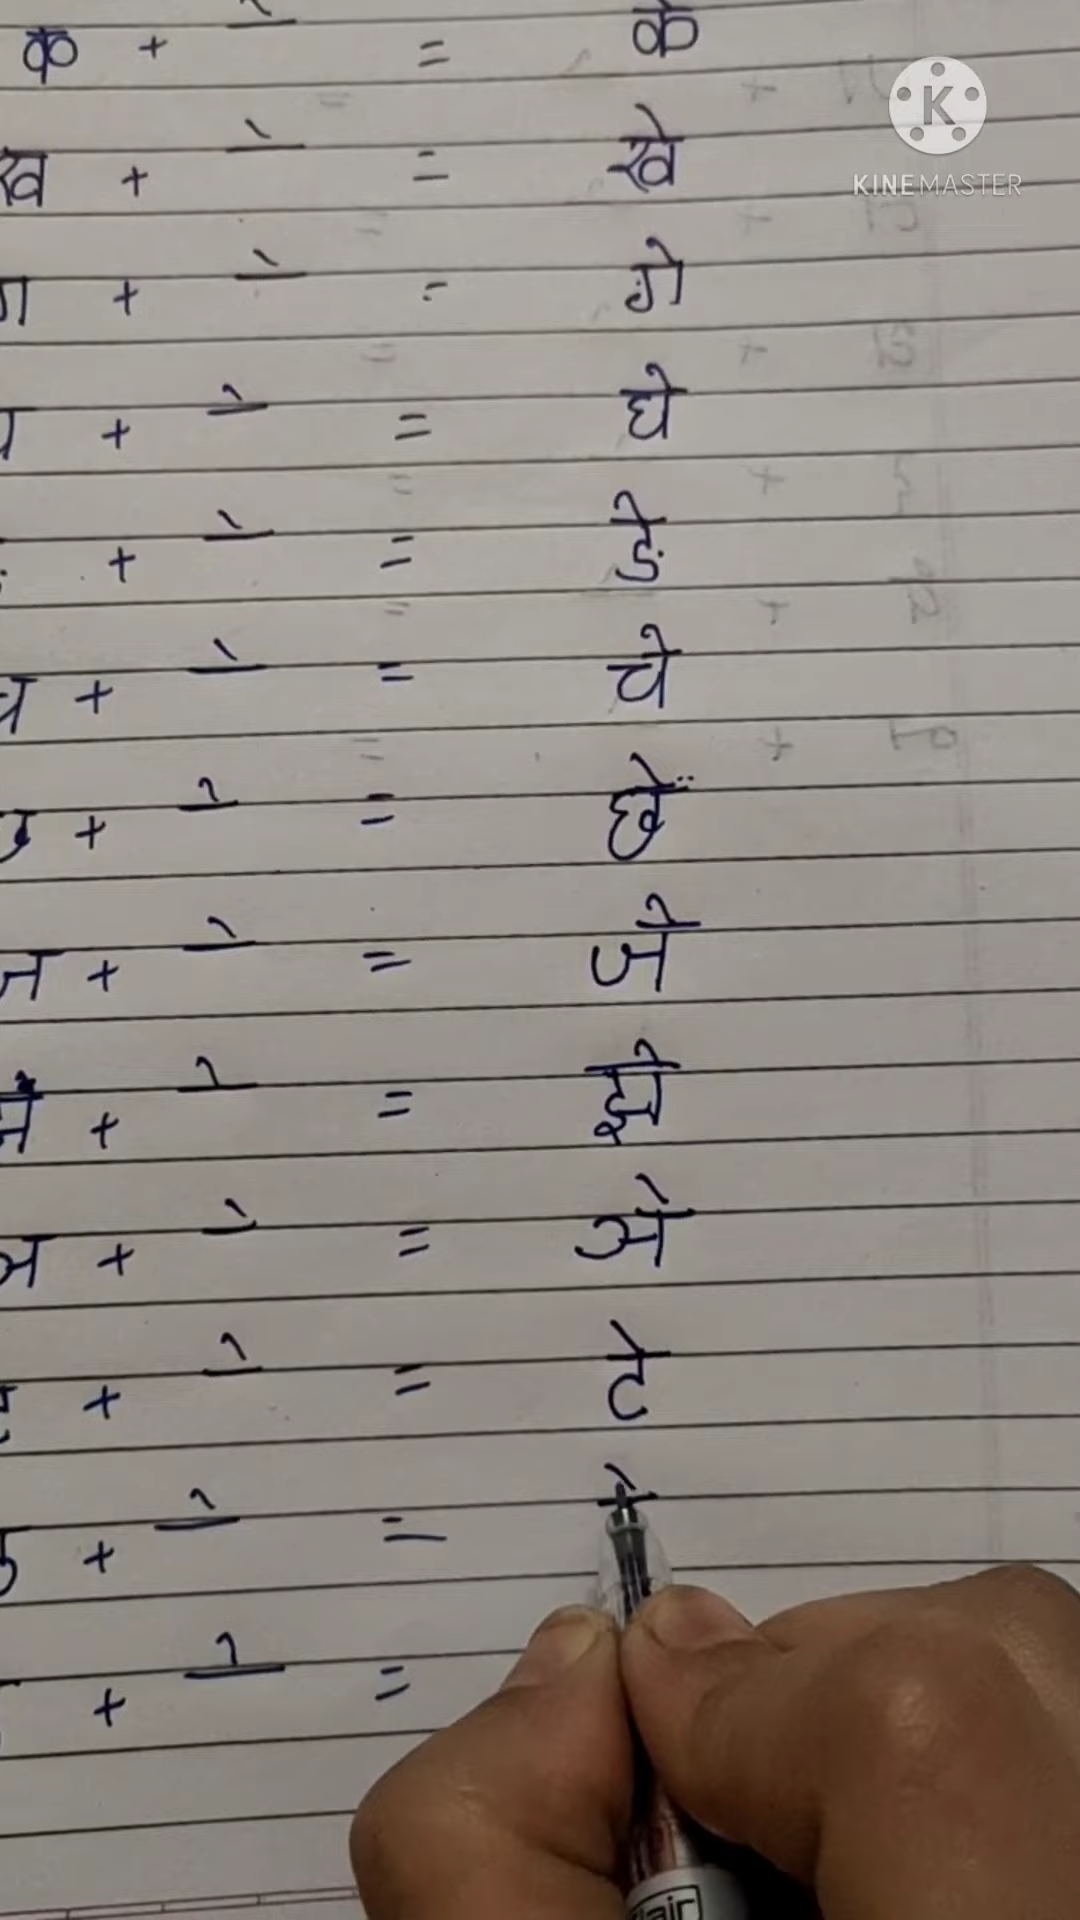 क + े = के
KINEMASTER
ख + े = खे
ग + े = गे
घ + े = घे
ङ + े = ङे
च + े = चे
छ + े = छे
ज + े = जे
झ + े = झे
ञ + े = ञे
ट + े = टे
ठ + े =
+ े =